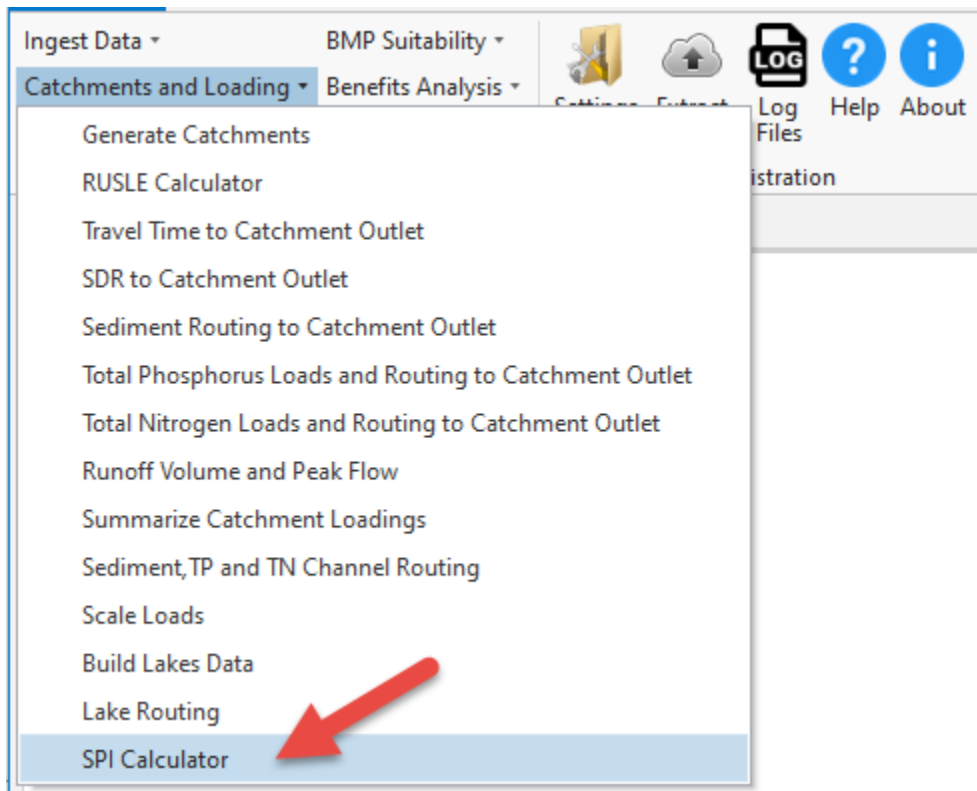 Ingest Data
BMP Suitability
Catchments and Loading
Benefits Analysis
LOG
Log
Files
Help
About
Generate Catchments
RUSLE Calculator
istration
Travel Time to Catchment Outlet
SDR to Catchment Outlet
Sediment Routing to Catchment Outlet
Total Phosphorus Loads and Routing to Catchment Outlet
Total Nitrogen Loads and Routing to Catchment Outlet
Runoff Volume and Peak Flow
Summarize Catchment Loadings
Sediment,TP and TN Channel Routing
Scale Loads
Build Lakes Data
Lake Routing
SPI Calculator